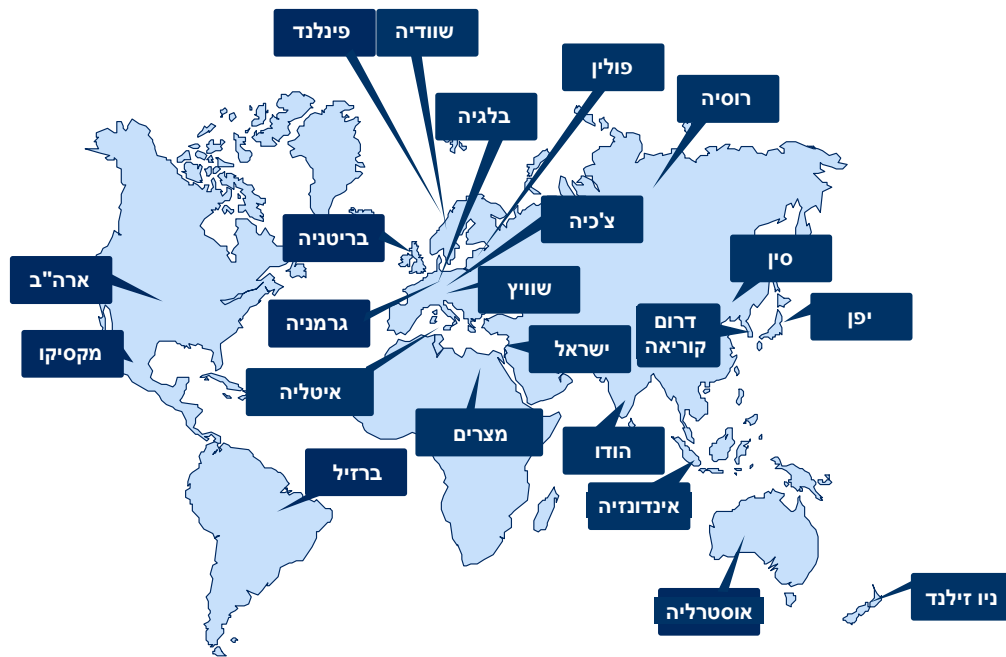 פינלנד
שוודיה
פולין
רוסיה
בלגיה
צ'כיה
בריטניה
סין
ארה"ב
שוויץ
יפן
גרמניה
דרום
קוריאה
ישראל
מקסיקו
איטליה
מצרים
הודו
ברזיל
אינדונזיה
אוסטרליה
ניו זילנד